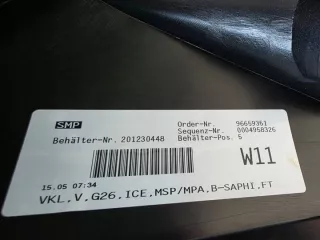 SMP
Order-Nr. 96669361
Sequenz-Nr. 0004958326
Behälter-Nr. 201230448 Behälter-Pos. 5
W11
15.05 07:34
VKL,V,G26,ICE,MSP/MPA,B-SAPHI,FT